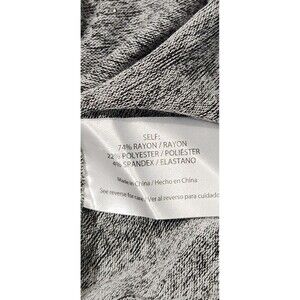 SELF:
74% RAYON / RAYON
22% POLYESTER / POLIÉSTER
4% SPANDEX / ELASTANO
Made in China / Hecho en China
See reverse for care / Ver al reverso para cuidado